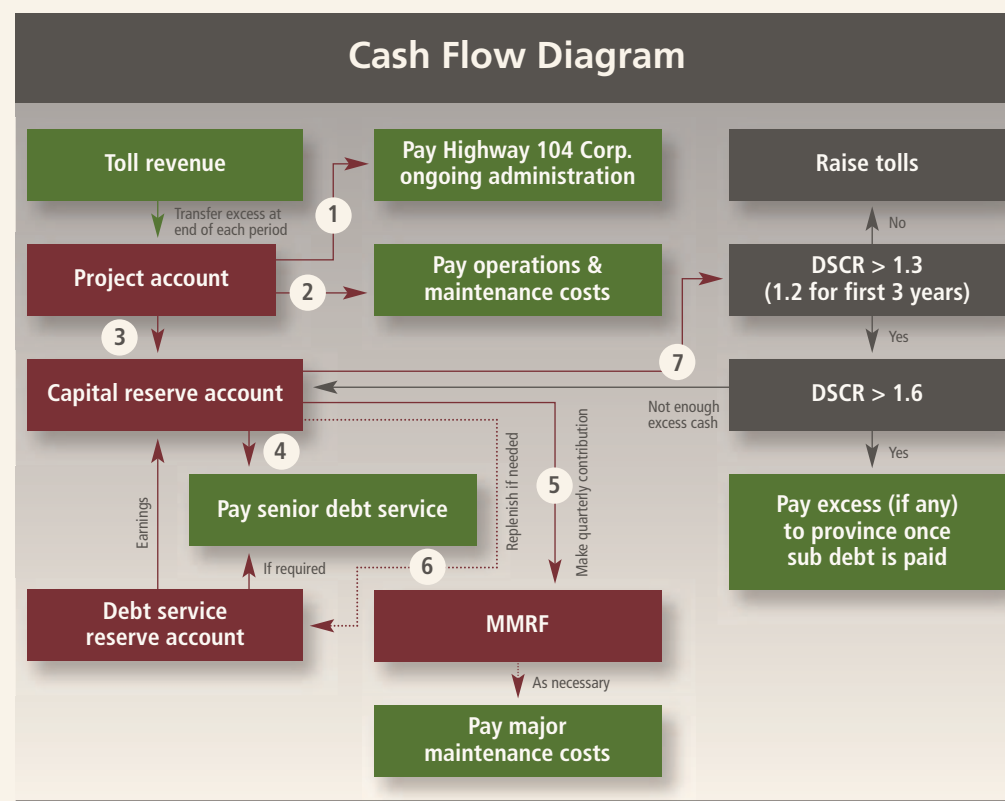 Cash Flow Diagram
Toll revenue
Pay Highway 104 Corp.
ongoing administration
Raise tolls
Transfer excess at
end of each period
1
No
Project account
2
Pay operations &
maintenance costs
DSCR > 1.3
(1.2 for first 3 years)
3
7
Yes
Capital reserve account
Not enough
excess cash
DSCR > 1.6
4
Yes
Earnings
Pay senior debt service
Replenish if needed
5
Make quarterly contribution
Pay excess (if any)
to province once
sub debt is paid
If required
6
Debt service
reserve account
MMRF
As necessary
Pay major
maintenance costs